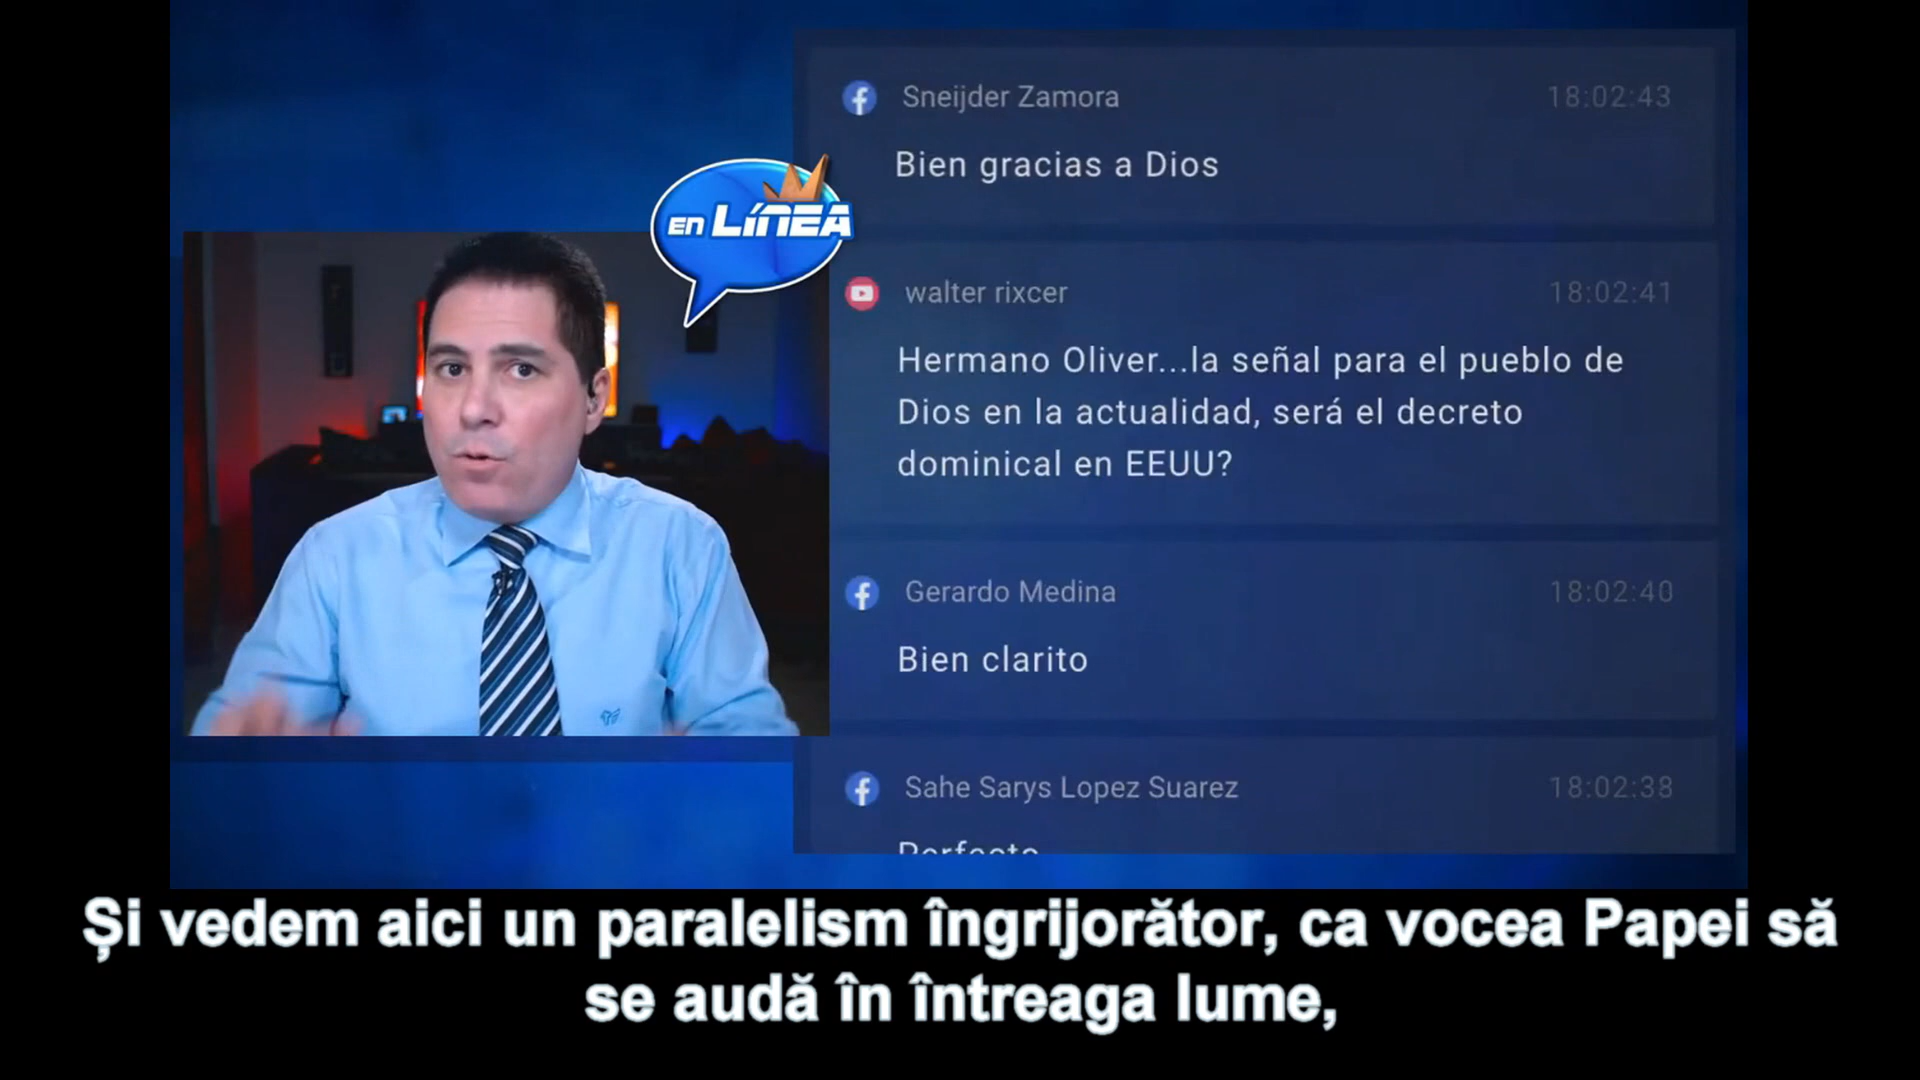 Sneijder Zamora 18:02:43
Bien gracias a Dios
EN LÍNEA
walter rixcer 18:02:41
Hermano Oliver...la señal para el pueblo de
Dios en la actualidad, será el decreto
dominical en EEUU?
Gerardo Medina 18:02:40
Bien clarito
Sahe Sarys Lopez Suarez 18:02:38
Perfecto
Și vedem aici un paralelism îngrijorător, ca vocea Papei să
se audă în întreaga lume,